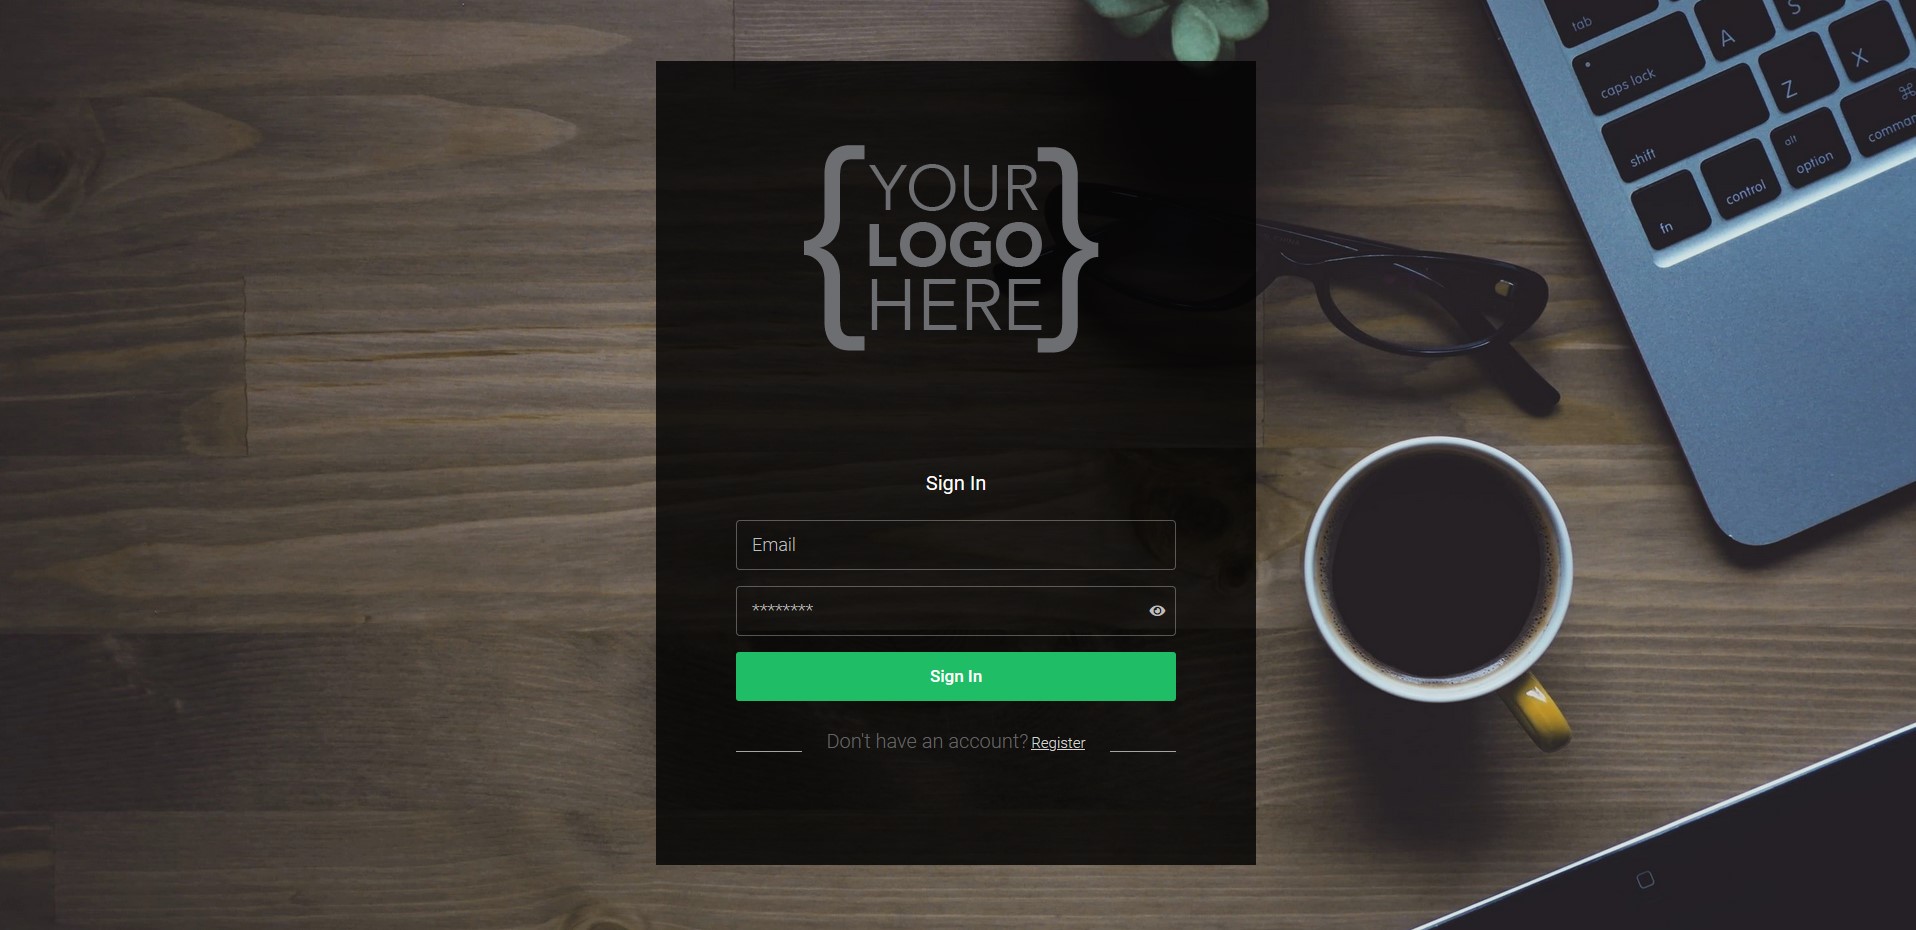 tab
S
A
X
caps lock
Z
⌘
shift
alt
option
control
fn
{YOUR
LOGO
HERE}
Sign In
Email
********
Sign In
Don't have an account? Register